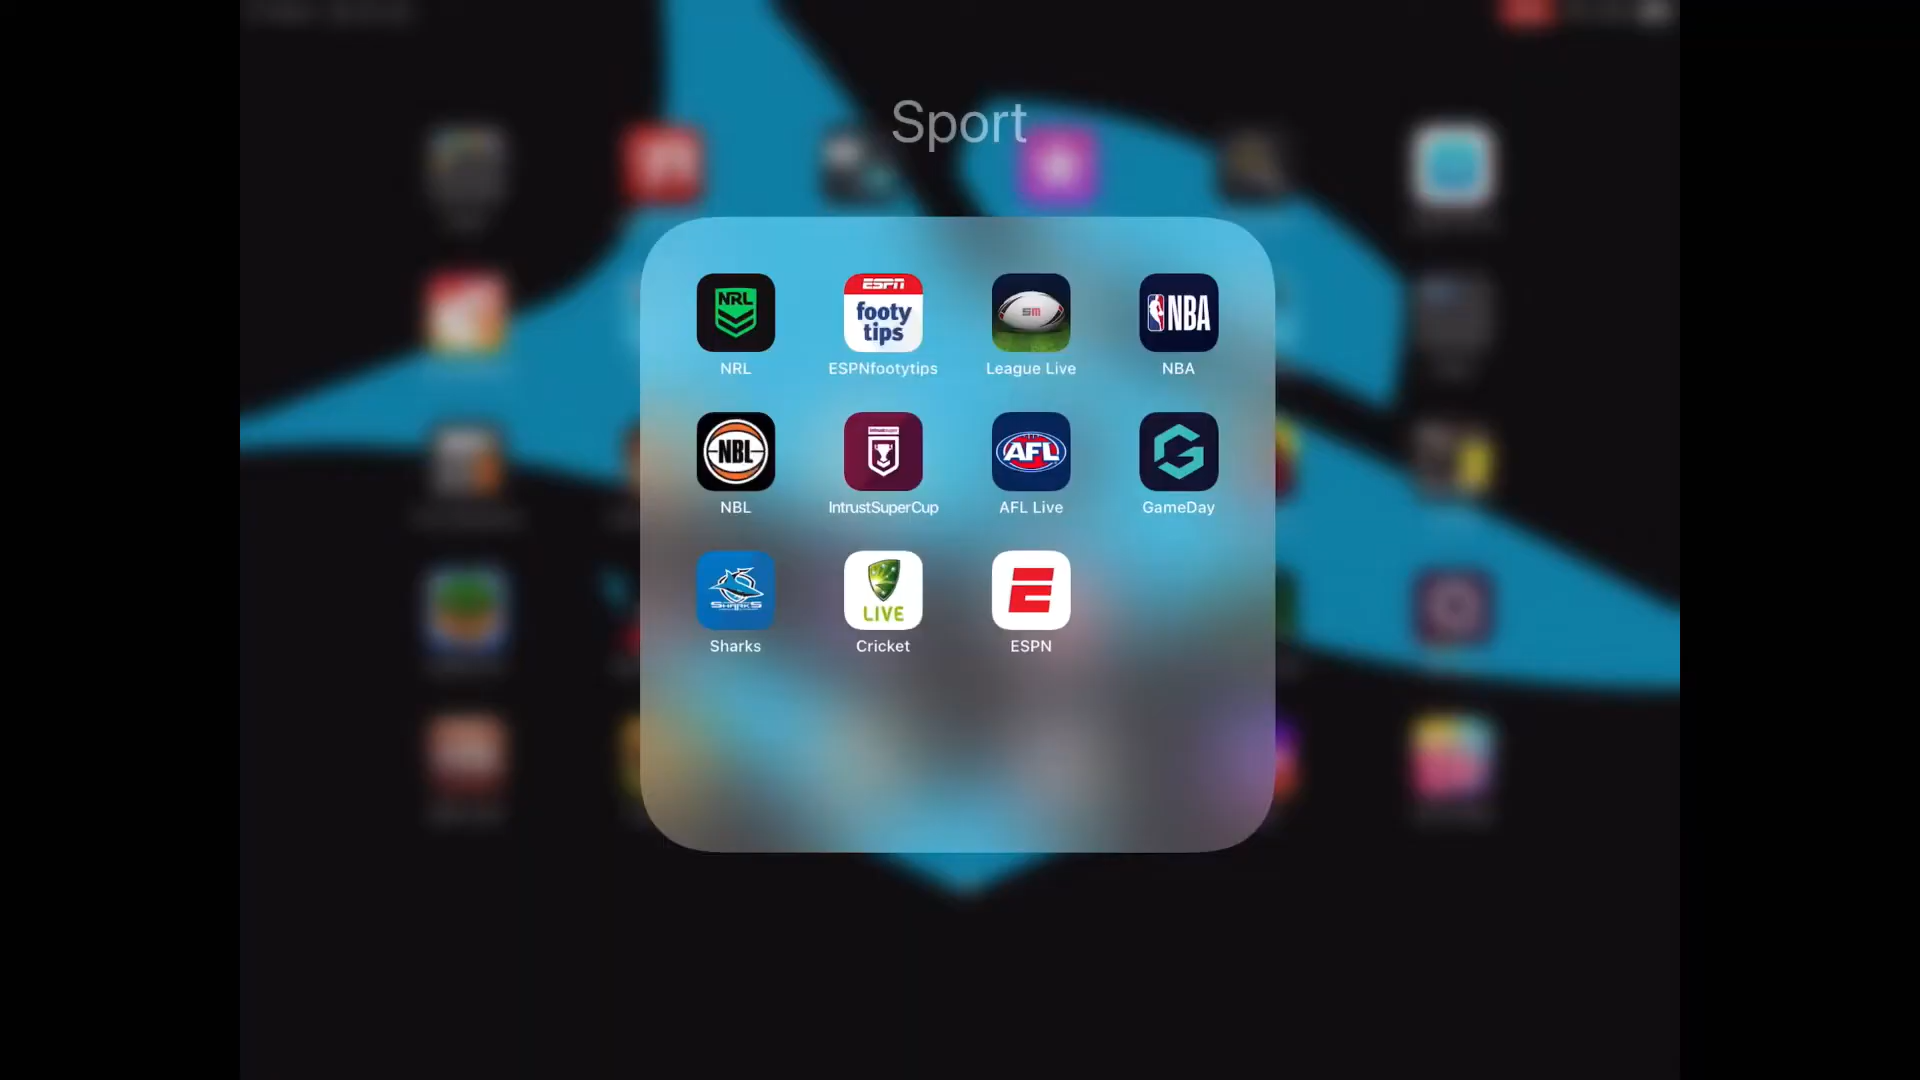 Sport
NRL
ESPN
footy
tips
SM
NBA
NRL
ESPNfootytips
League Live
NBA
NBL
intrustsuper
AFL
NBL
IntrustSuperCup
AFL Live
GameDay
SHARKS
LIVE
E
Sharks
Cricket
ESPN